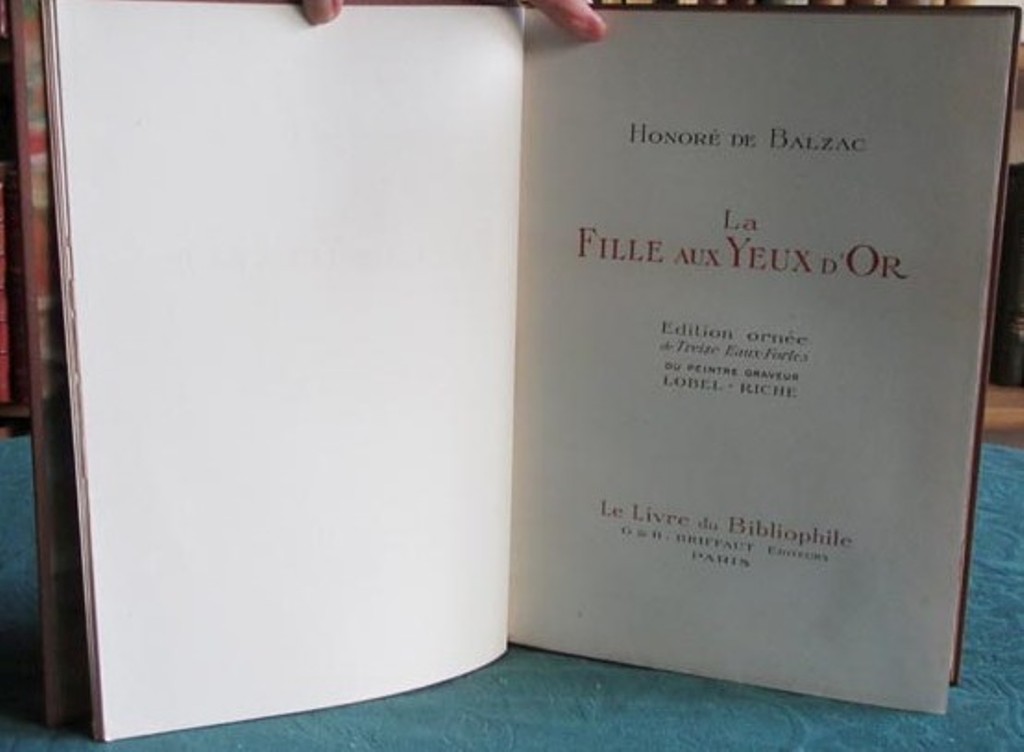 Honoré de Balzac
La
Fille aux Yeux d'Or
Edition ornée
de Treize Eaux-Fortes
DU PEINTRE GRAVEUR
LOBEL-RICHE
Le Livre du Bibliophile
G & R. BRIFFAUT Editeurs
PARIS